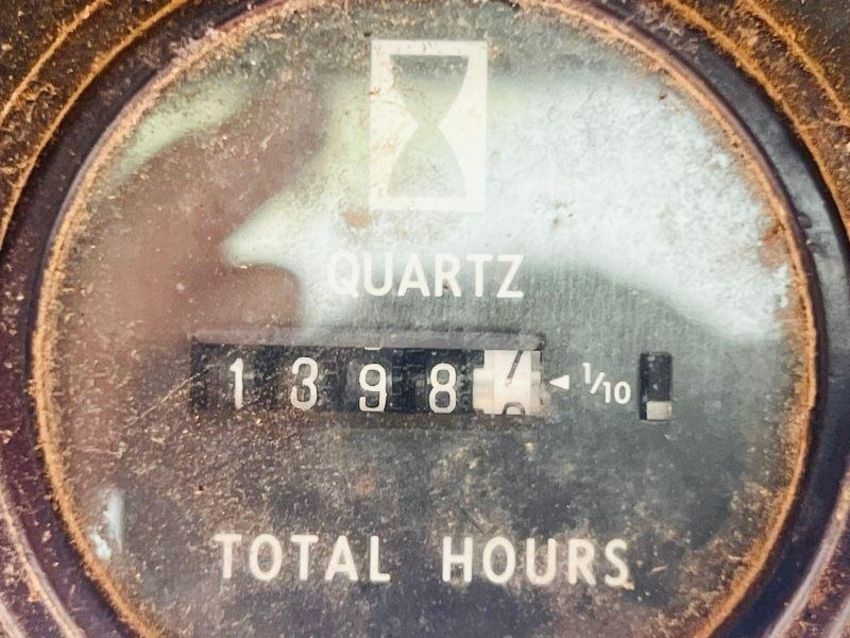 QUARTZ
1398 1/10
TOTAL HOURS